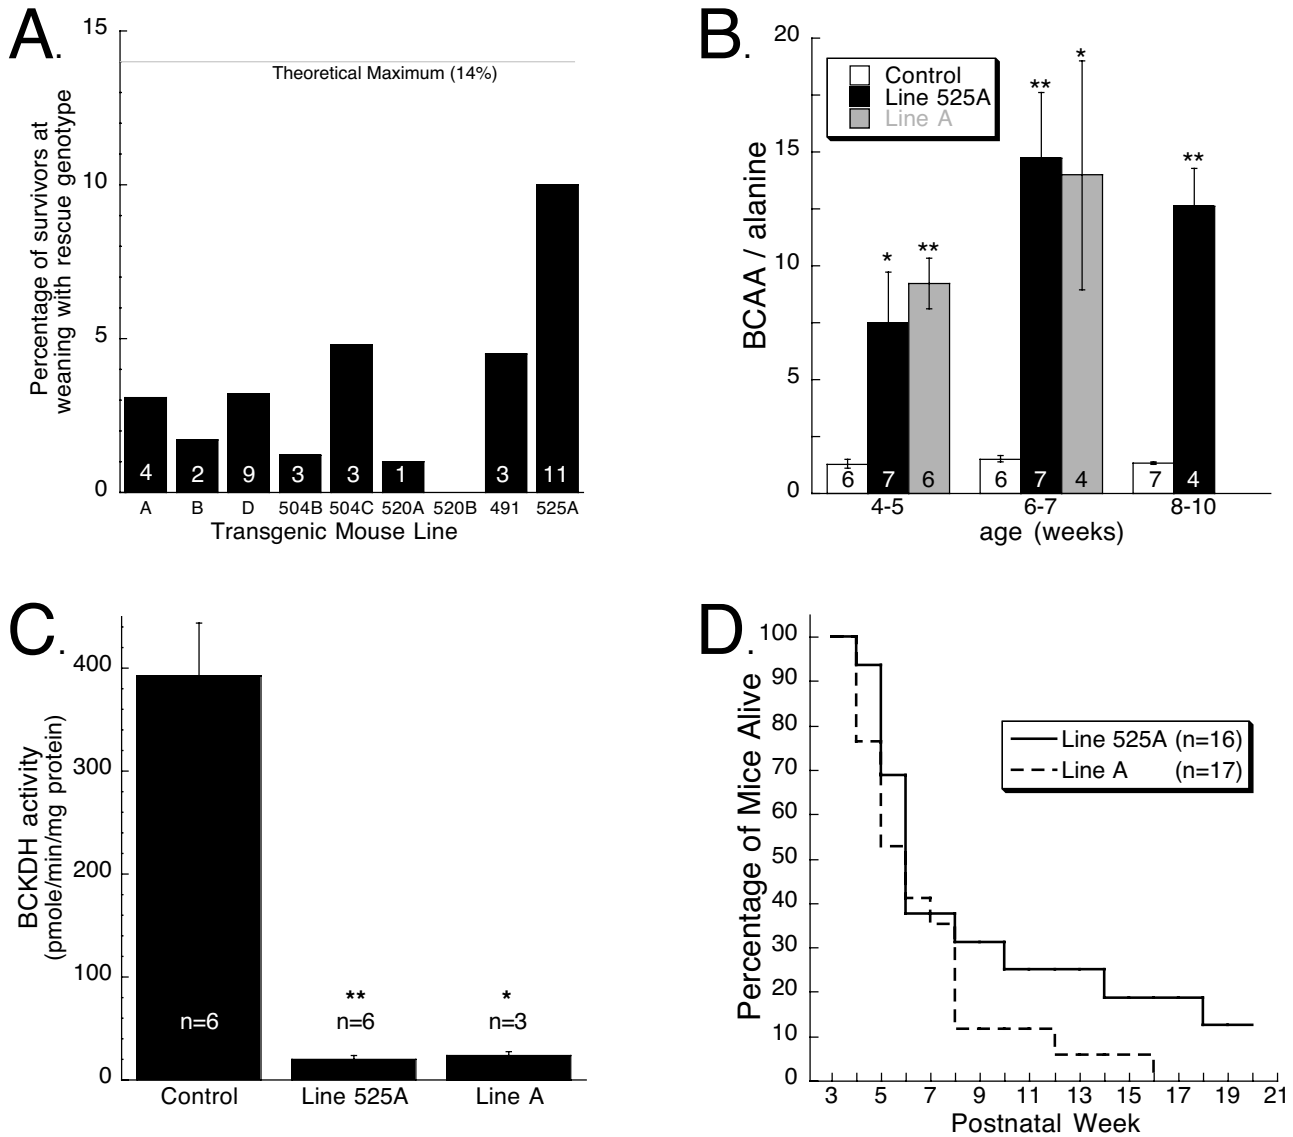 A.
15
10
5
0
Percentage of survivors at
weaning with rescue genotype
Theoretical Maximum (14%)
4 2 9 3 3 1 3 11
A B D 504B 504C 520A 520B 491 525A
Transgenic Mouse Line
B.
20
15
10
5
0
BCAA / alanine
Control
Line 525A
Line A
* ** ** * **
6 7 6 6 7 4 7 4
4-5 6-7 8-10
age (weeks)
C.
400
300
200
100
0
BCKDH activity
(pmole/min/mg protein)
** *
n=6 n=6 n=3
Control Line 525A Line A
D.
100
90
80
70
60
50
40
30
20
10
0
Percentage of Mice Alive
Line 525A (n=16)
Line A (n=17)
3 5 7 9 11 13 15 17 19 21
Postnatal Week